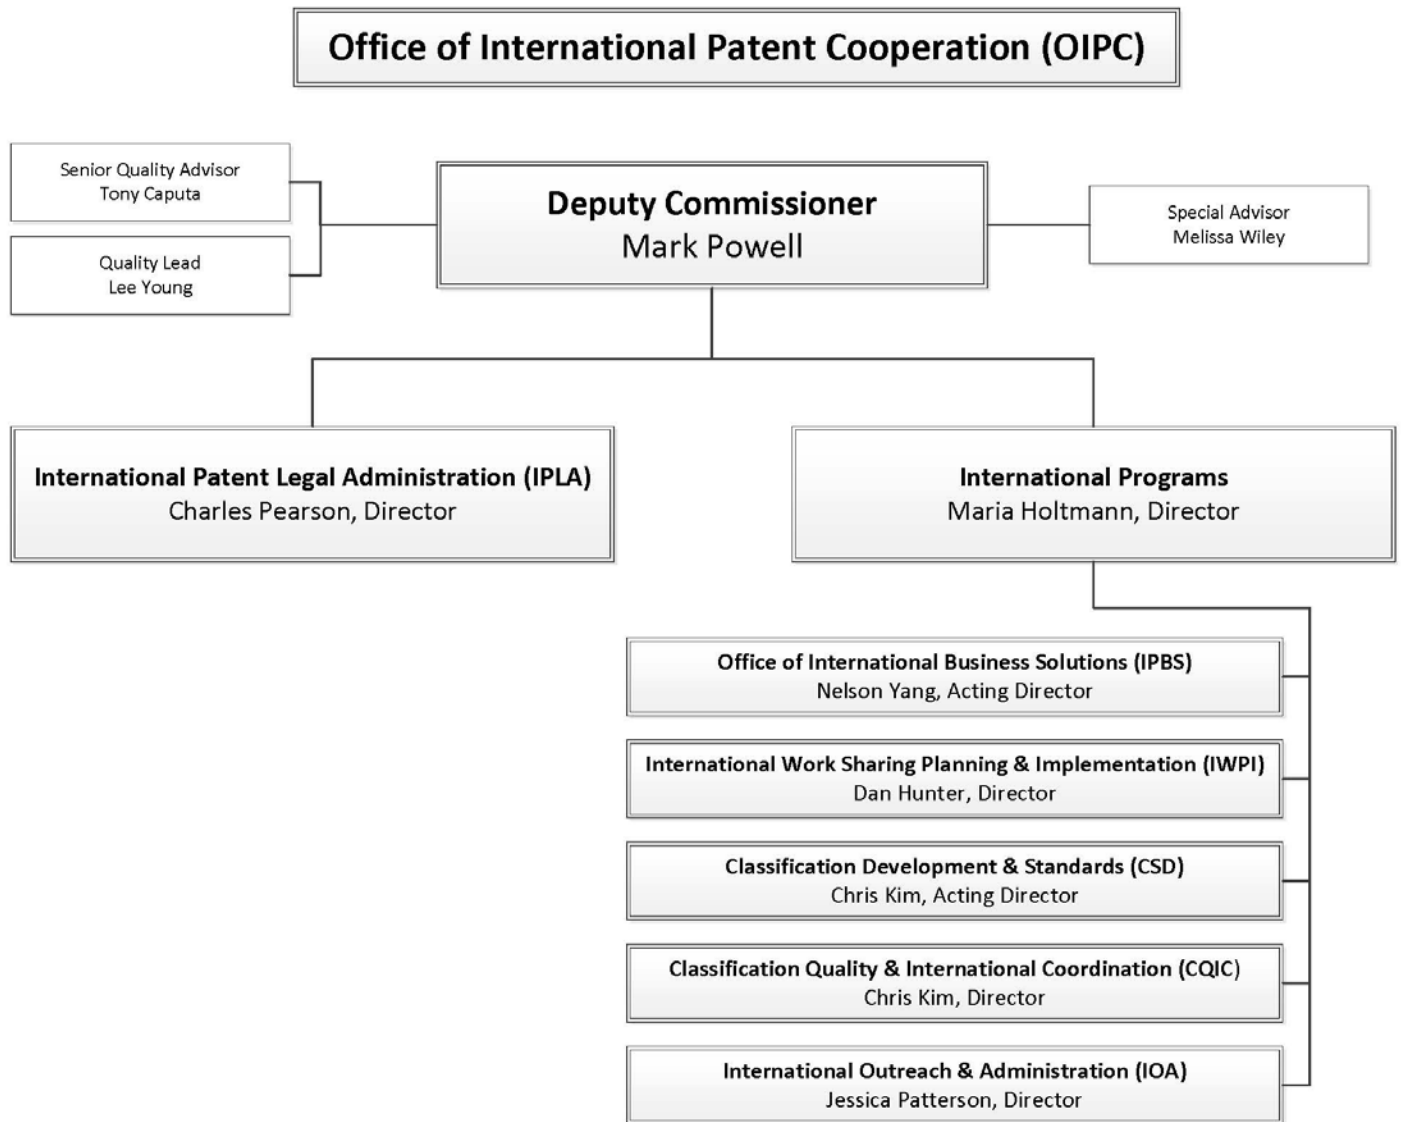 Office of International Patent Cooperation (OIPC)
Senior Quality Advisor
Tony Caputa
Quality Lead
Lee Young
Deputy Commissioner
Mark Powell
Special Advisor
Melissa Wiley
International Patent Legal Administration (IPLA)
Charles Pearson, Director
International Programs
Maria Holtmann, Director
Office of International Business Solutions (IPBS)
Nelson Yang, Acting Director
International Work Sharing Planning & Implementation (IWPI)
Dan Hunter, Director
Classification Development & Standards (CSD)
Chris Kim, Acting Director
Classification Quality & International Coordination (CQIC)
Chris Kim, Director
International Outreach & Administration (IOA)
Jessica Patterson, Director